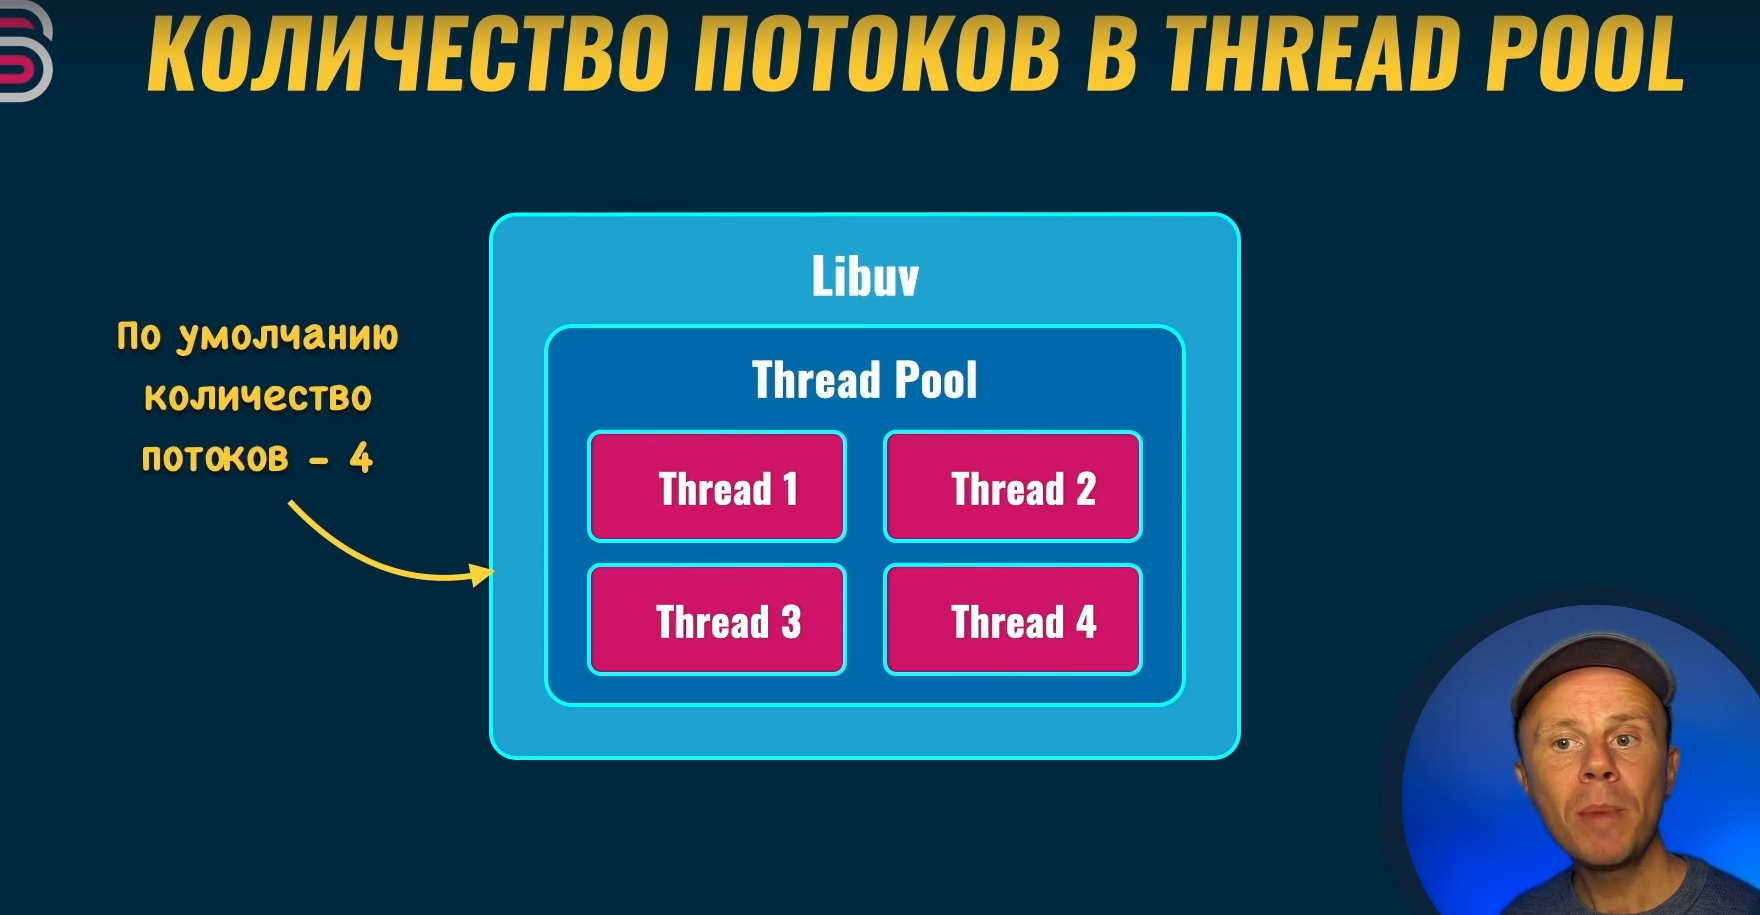 КОЛИЧЕСТВО ПОТОКОВ В THREAD POOL
Libuv
По умолчанию
количество
потоков - 4
Thread Pool
Thread 1
Thread 2
Thread 3
Thread 4